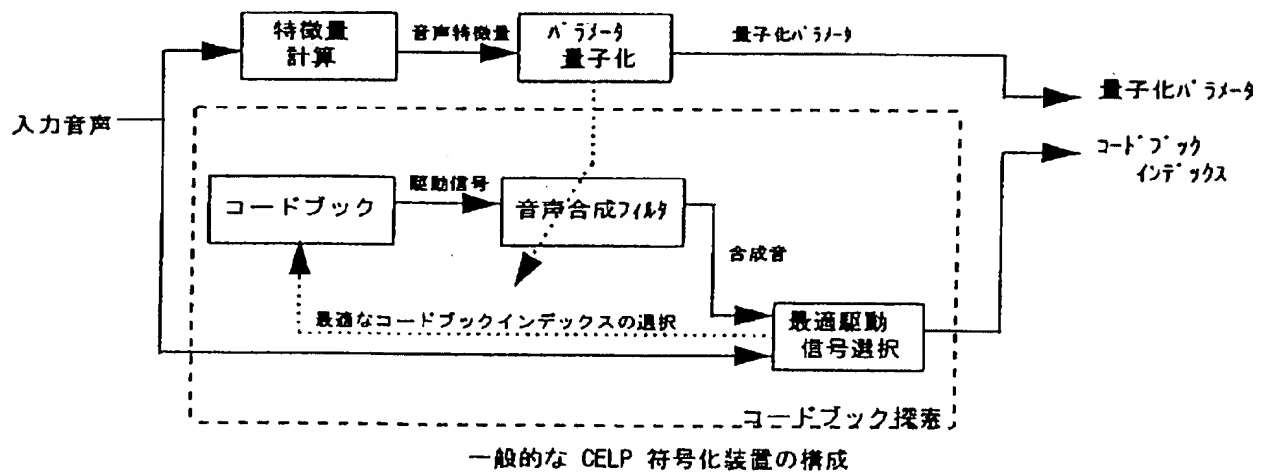 特徴量
計算
音声特徴量
パラメータ
量子化
量子化パラメータ
量子化パラメータ
入力音声
コードブック
インデックス
コードブック
駆動信号
音声合成フィルタ
合成音
最適なコードブックインデックスの選択
最適駆動
信号選択
コードブック探索
一般的な CELP 符号化装置の構成